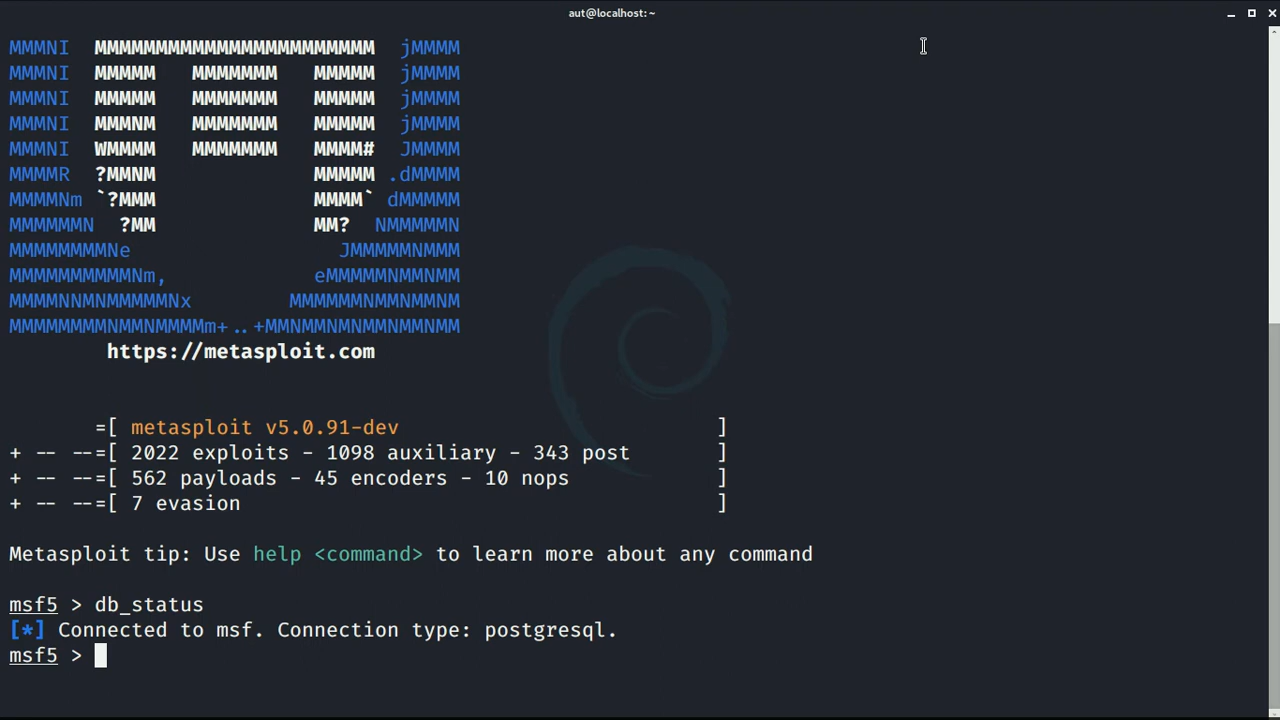 aut@localhost:~
MMMNI  MMMMMMMMMMMMMMMMMMMMMMM  jMMMM
MMMNI  MMMMM   MMMMMMM   MMMMM  jMMMM
MMMNI  MMMMM   MMMMMMM   MMMMM  jMMMM
MMMNI  MMMNM   MMMMMMM   MMMMM  jMMMM
MMMNI  WMMMM   MMMMMMM   MMMM#  JMMMM
MMMMR  ?MMNM             MMMMM .dMMMM
MMMMNm `?MMM             MMMM` dMMMMM
MMMMMMN  ?MM             MM?  NMMMMMN
MMMMMMMMNe                 JMMMMMNMMM
MMMMMMMMMMNm,            eMMMMMNMMNMM
MMMMNNMNMMMMMNx        MMMMMMNMMNMMNM
MMMMMMMMNMMNMMMMm+..+MMNMMNMNMMNMMNMM
https://metasploit.com
=[ metasploit v5.0.91-dev ]
+ -- --=[ 2022 exploits - 1098 auxiliary - 343 post ]
+ -- --=[ 562 payloads - 45 encoders - 10 nops ]
+ -- --=[ 7 evasion ]
Metasploit tip: Use help <command> to learn more about any command
msf5 > db_status
[*] Connected to msf. Connection type: postgresql.
msf5 >